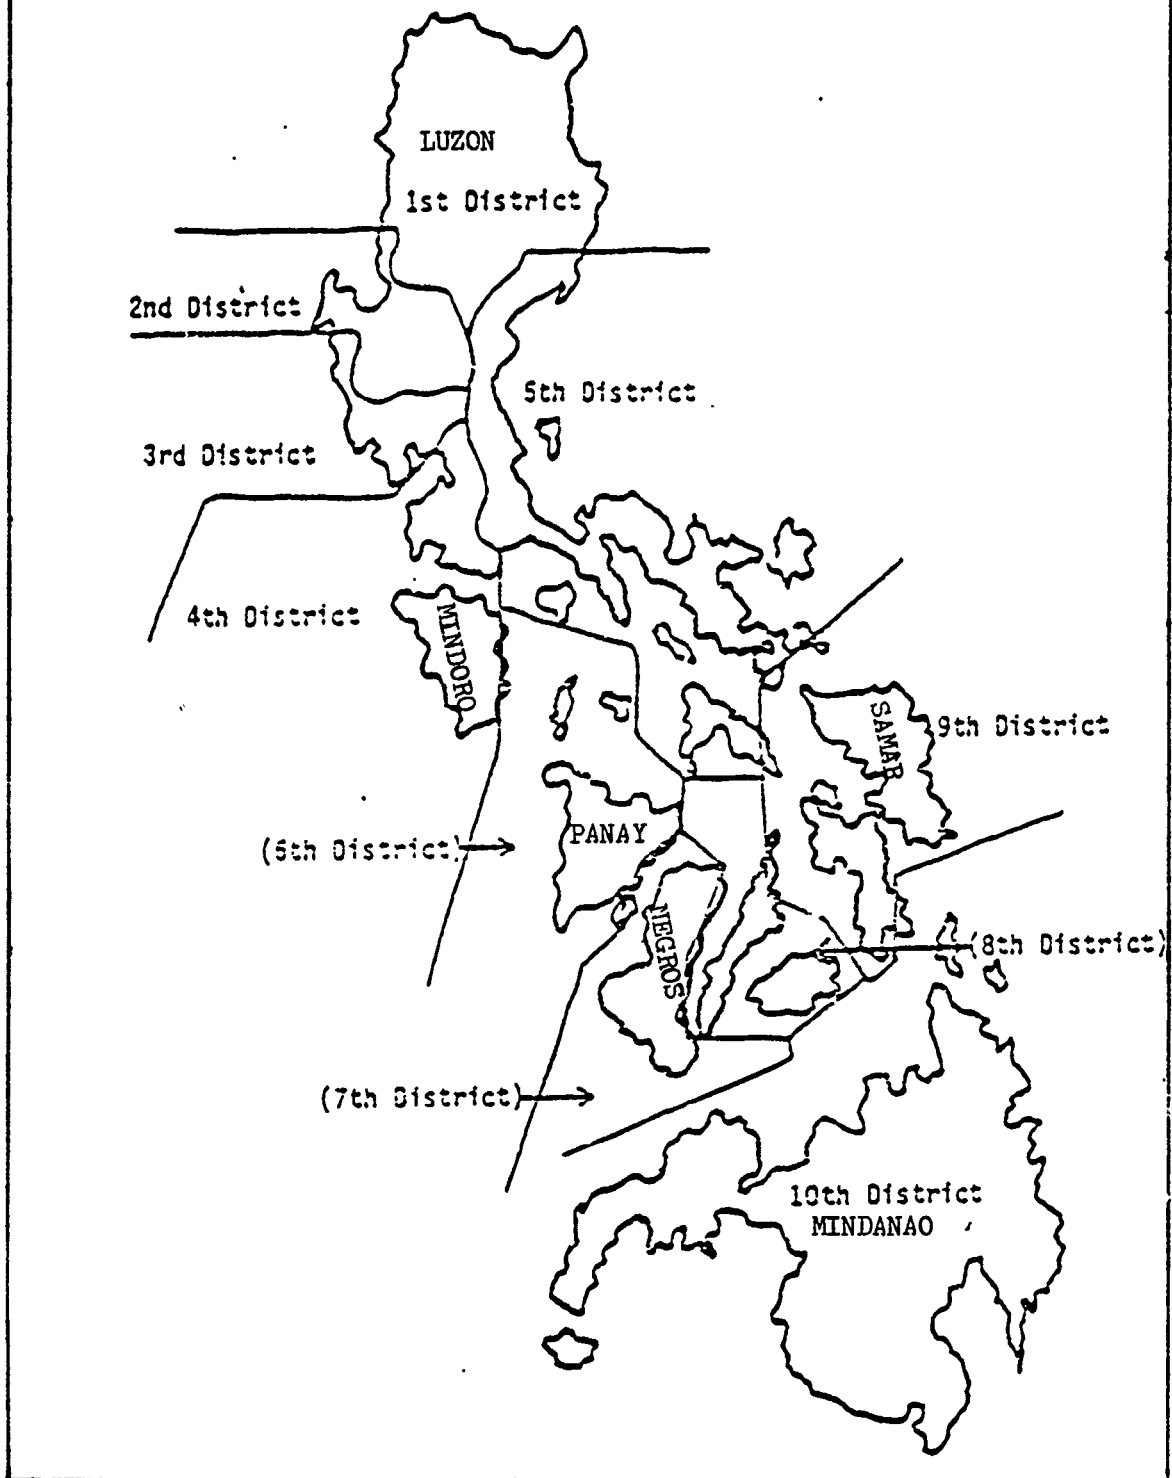 LUZON
1st District
2nd District
5th District
3rd District
4th District
MINDORO
SAMAR
9th District
(6th District)
PANAY
NEGROS
(8th District)
(7th District)
10th District
MINDANAO